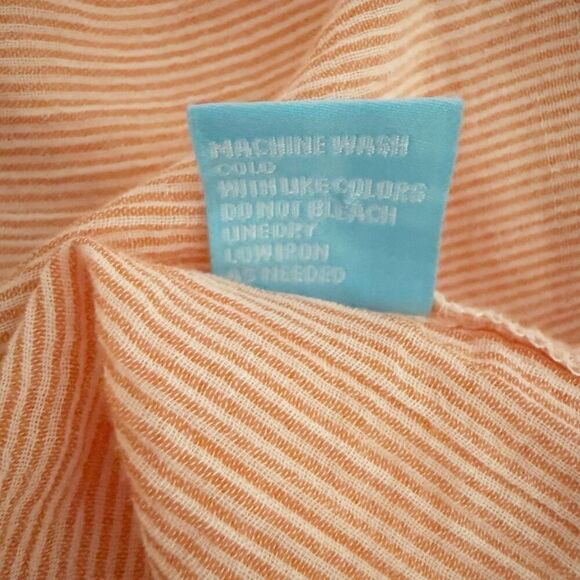 MACHINE WASH
COLD
WITH LIKE COLORS
DO NOT BLEACH
LINE DRY
LOW IRON
AS NEEDED